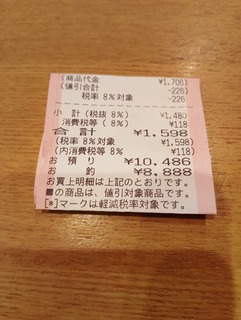 (商品代金 ¥1,706)
(値引合計 -226)
税率 8%対象 -226
小 計(税抜 8%) ¥1,480
消費税等( 8%) ¥118
合 計 ¥1,598
(税率 8%対象 ¥1,598)
(内消費税等 8% ¥118)
お 預 り ¥10,486
お 釣 ¥8,888
お買上明細は上記のとおりです。
■の商品は、値引対象商品です。
[*]マークは軽減税率対象です。